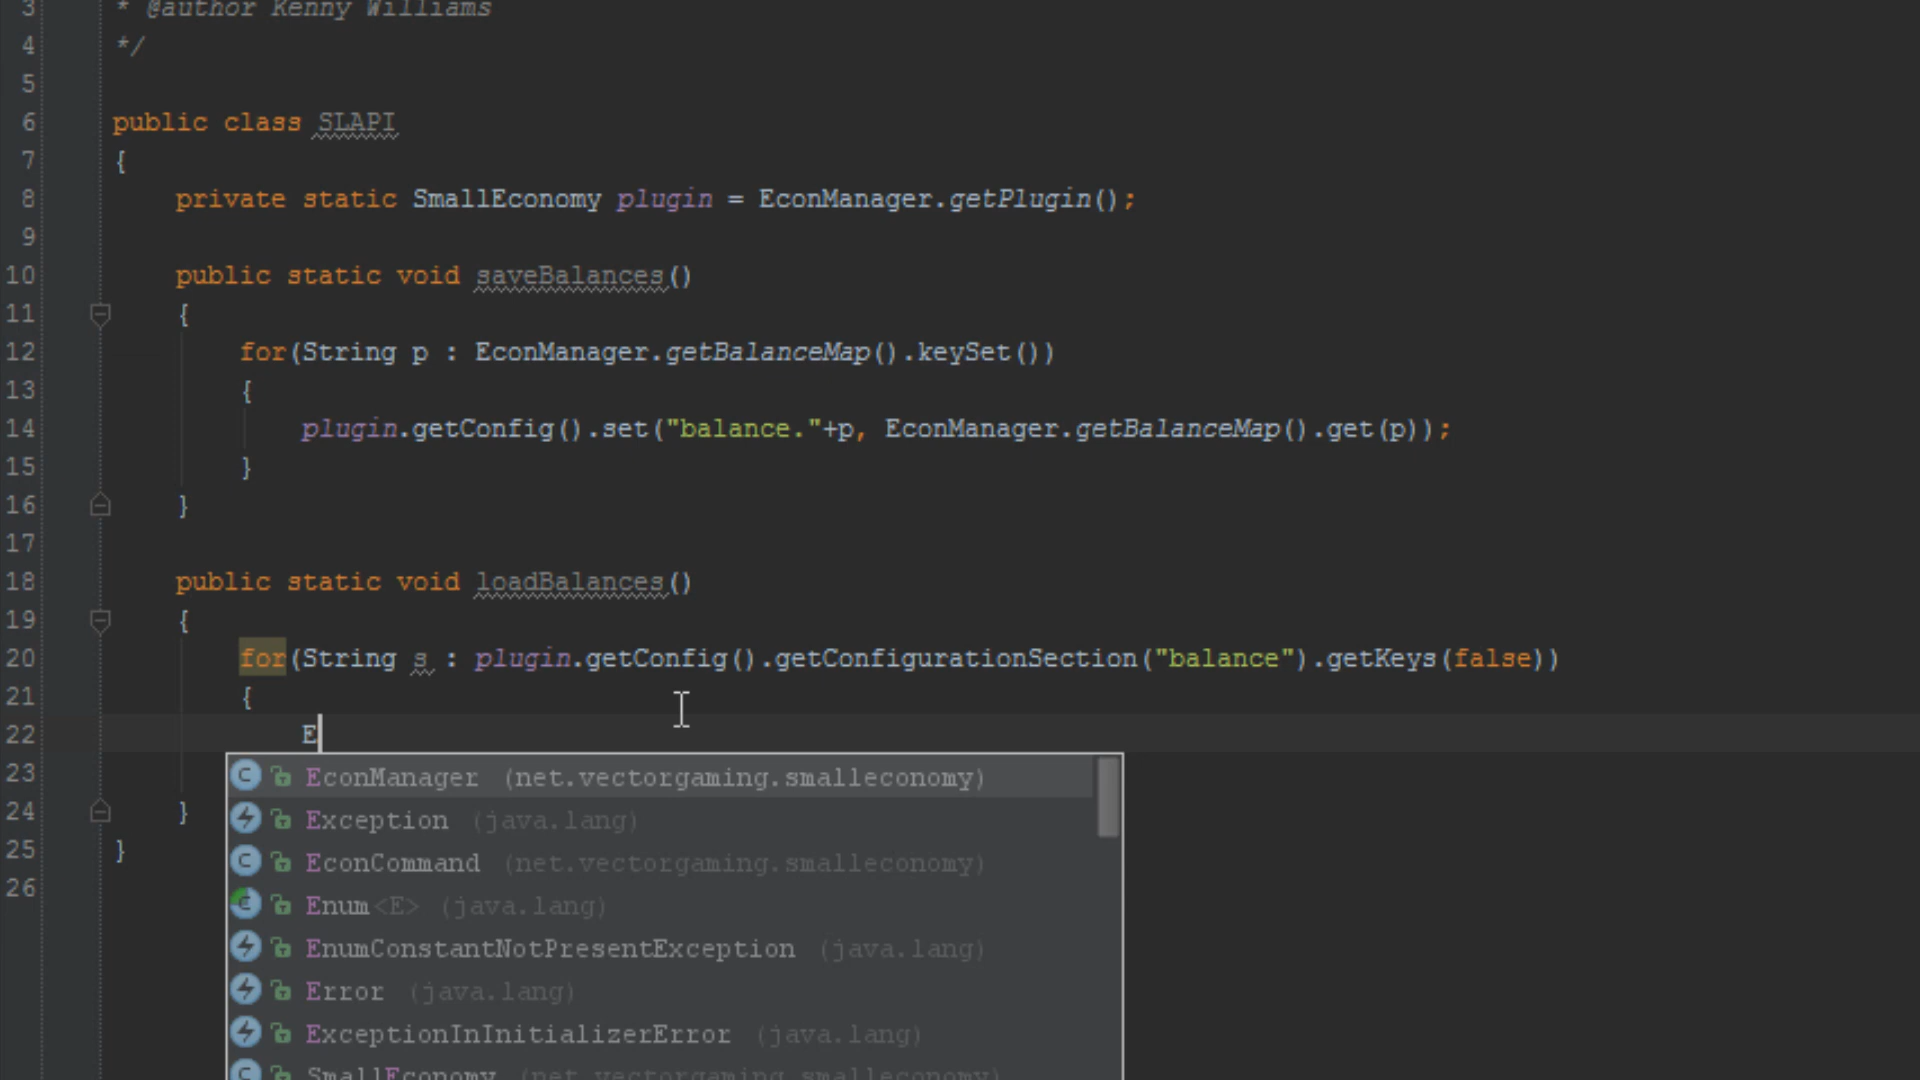 3 * @author Kenny Williams
4 */
5
6 public class SLAPI
7 {
8 private static SmallEconomy plugin = EconManager.getPlugin();
9
10 public static void saveBalances()
11 {
12 for(String p : EconManager.getBalanceMap().keySet())
13 {
14 plugin.getConfig().set("balance."+p, EconManager.getBalanceMap().get(p));
15 }
16 }
17
18 public static void loadBalances()
19 {
20 for(String s : plugin.getConfig().getConfigurationSection("balance").getKeys(false))
21 {
22 E
23
24 }
25 }
26
EconManager (net.vectorgaming.smalleconomy)
Exception (java.lang)
EconCommand (net.vectorgaming.smalleconomy)
Enum<E> (java.lang)
EnumConstantNotPresentException (java.lang)
Error (java.lang)
ExceptionInInitializerError (java.lang)
SmallEconomy (net.vectorgaming.smalleconomy)